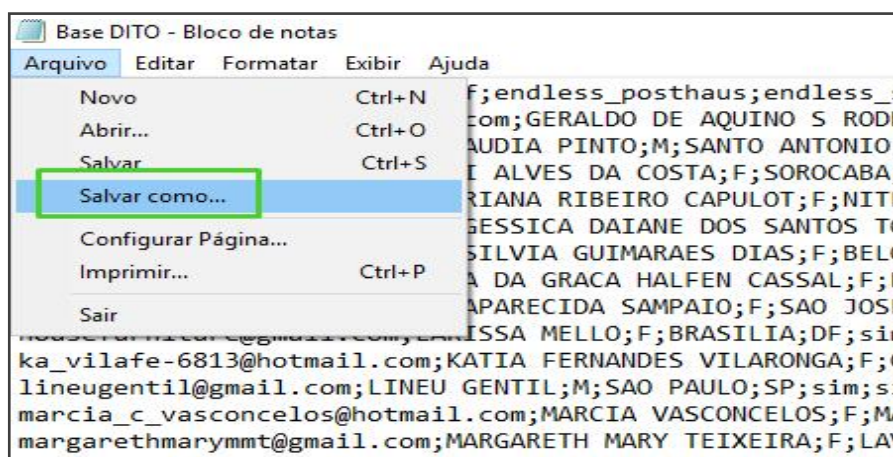 Base DITO - Bloco de notas
Arquivo Editar Formatar Exibir Ajuda
Novo Ctrl+N
Abrir... Ctrl+O
Salvar Ctrl+S
Salvar como...
Configurar Página...
Imprimir... Ctrl+P
Sair
f;endless_posthaus;endless_
com;GERALDO DE AQUINO S ROD
AUDIA PINTO;M;SANTO ANTONIO
I ALVES DA COSTA;F;SOROCABA
RIANA RIBEIRO CAPULOT;F;NIT
GESSICA DAIANE DOS SANTOS T
SILVIA GUIMARAES DIAS;F;BEL
A DA GRACA HALFEN CASSAL;F;
APARECIDA SAMPAIO;F;SAO JOS
ISSA MELLO;F;BRASILIA;DF;si
ka_vilafe-6813@hotmail.com;KATIA FERNANDES VILARONGA;F;
lineugentil@gmail.com;LINEU GENTIL;M;SAO PAULO;SP;sim;s
marcia_c_vasconcelos@hotmail.com;MARCIA VASCONCELOS;F;M
margarethmarymmt@gmail.com;MARGARETH MARY TEIXEIRA;F;LA